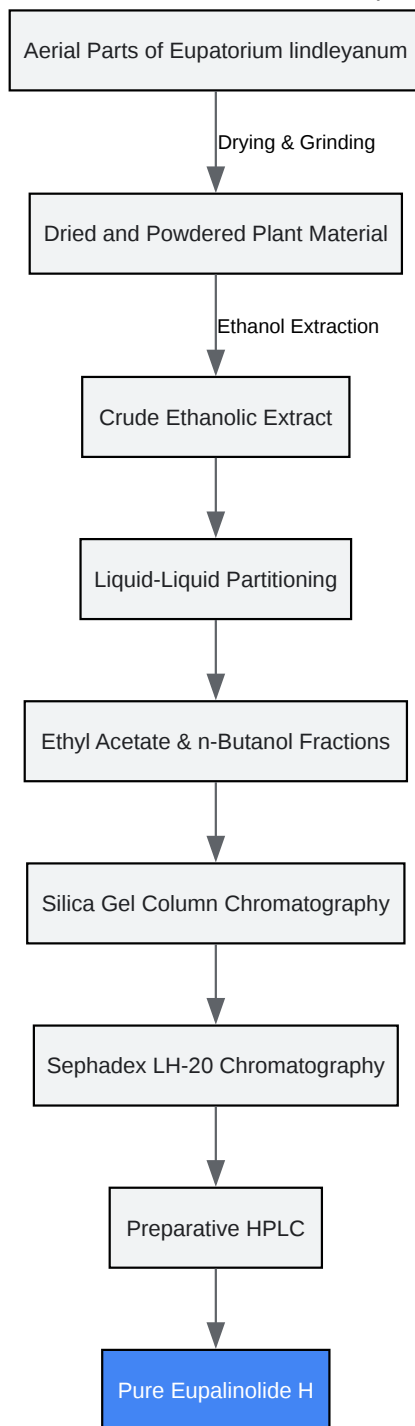 Aerial Parts of Eupatorium lindleyanum
Drying & Grinding
Dried and Powdered Plant Material
Ethanol Extraction
Crude Ethanolic Extract
Liquid-Liquid Partitioning
Ethyl Acetate & n-Butanol Fractions
Silica Gel Column Chromatography
Sephadex LH-20 Chromatography
Preparative HPLC
Pure Eupalinolide H